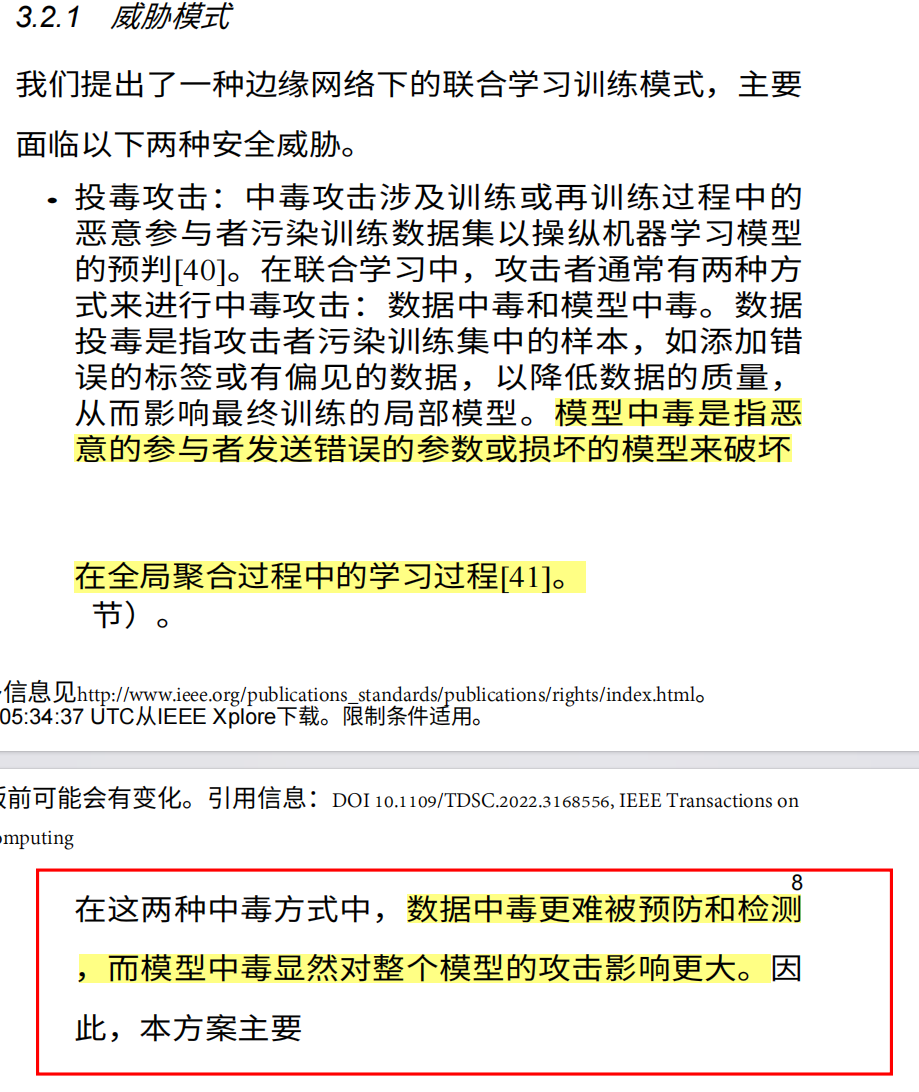 3.2.1 威胁模式
我们提出了一种边缘网络下的联合学习训练模式，主要
面临以下两种安全威胁。
• 投毒攻击：中毒攻击涉及训练或再训练过程中的
恶意参与者污染训练数据集以操纵机器学习模型
的预判[40]。在联合学习中，攻击者通常有两种方
式来进行中毒攻击：数据中毒和模型中毒。数据
投毒是指攻击者污染训练集中的样本，如添加错
误的标签或有偏见的数据，以降低数据的质量，
从而影响最终训练的局部模型。模型中毒是指恶
意的参与者发送错误的参数或损坏的模型来破坏
在全局聚合过程中的学习过程[41]。
节）。
信息见http://www.ieee.org/publications_standards/publications/rights/index.html。
05:34:37 UTC从IEEE Xplore下载。限制条件适用。
前可能会有变化。引用信息：DOI 10.1109/TDSC.2022.3168556, IEEE Transactions on
omputing
8
在这两种中毒方式中，数据中毒更难被预防和检测
，而模型中毒显然对整个模型的攻击影响更大。因
此，本方案主要